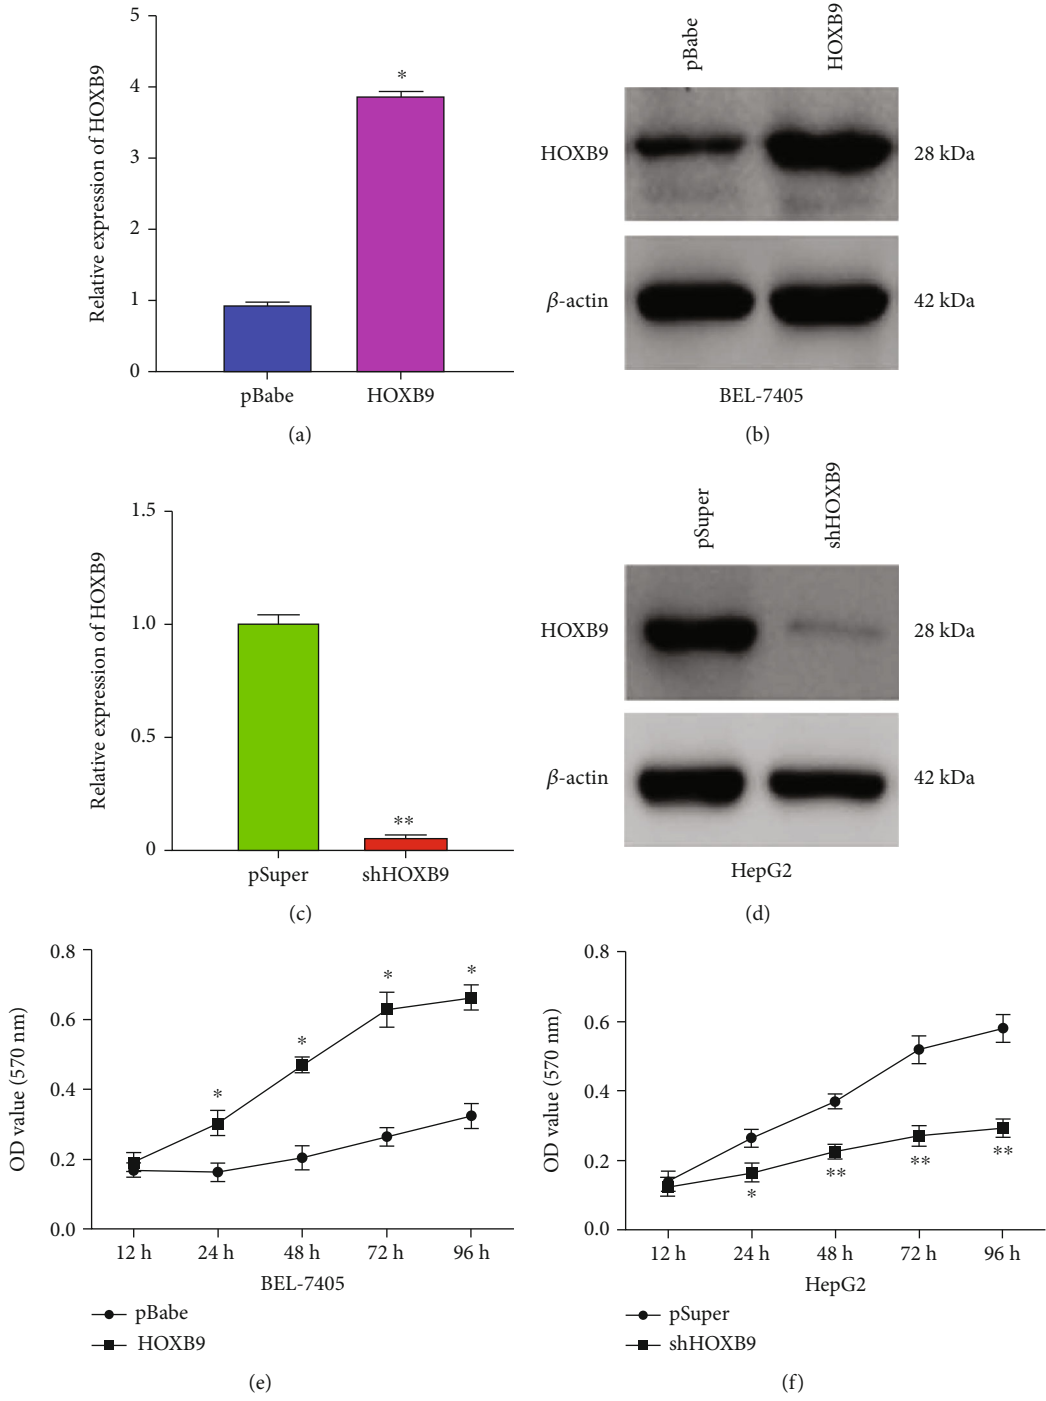 5
4
3
2
1
0
Relative expression of HOXB9
*
pBabe
HOXB9
(a)
pBabe
HOXB9
HOXB9
28 kDa
β-actin
42 kDa
BEL-7405
(b)
1.5
1.0
0.5
0
Relative expression of HOXB9
**
pSuper
shHOXB9
(c)
pSuper
shHOXB9
HOXB9
28 kDa
β-actin
42 kDa
HepG2
(d)
0.8
0.6
0.4
0.2
0.0
OD value (570 nm)
*
*
*
*
12 h
24 h
48 h
72 h
96 h
BEL-7405
pBabe
HOXB9
(e)
0.8
0.6
0.4
0.2
0.0
OD value (570 nm)
*
**
**
**
12 h
24 h
48 h
72 h
96 h
HepG2
pSuper
shHOXB9
(f)